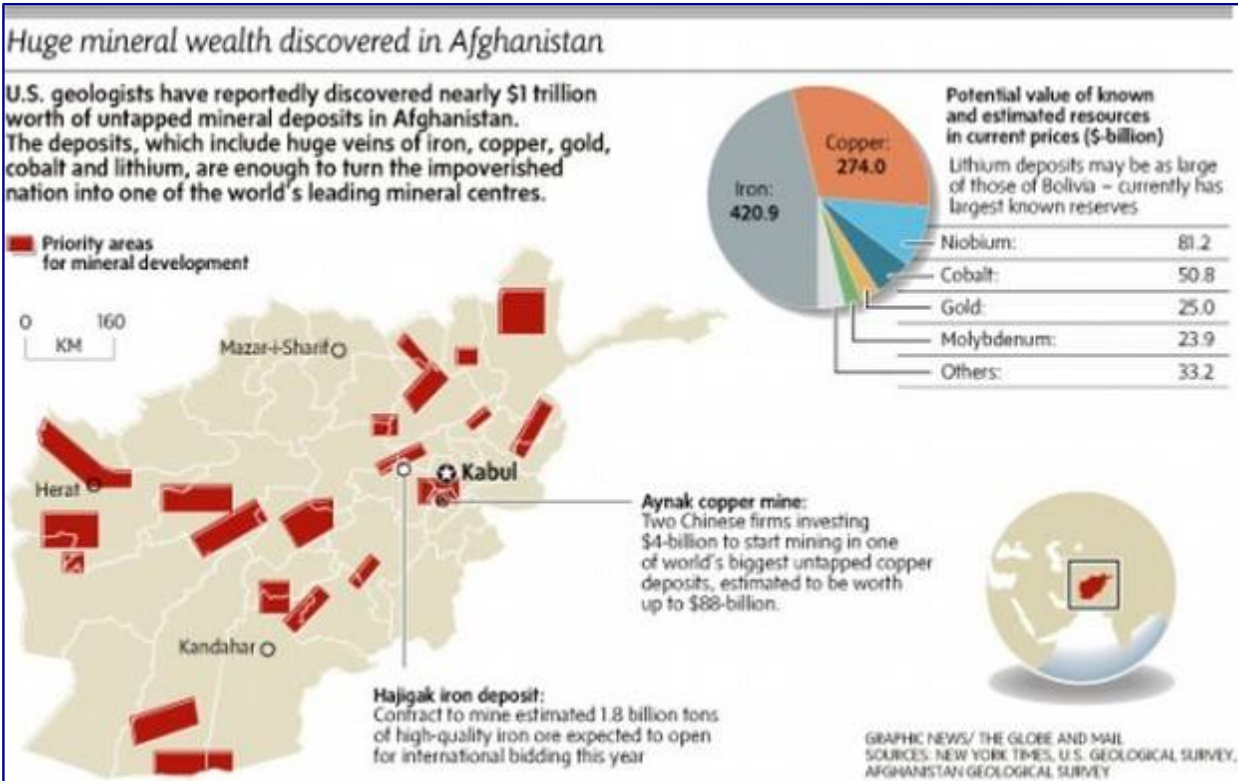 Huge mineral wealth discovered in Afghanistan
U.S. geologists have reportedly discovered nearly $1 trillion
worth of untapped mineral deposits in Afghanistan.
The deposits, which include huge veins of iron, copper, gold,
cobalt and lithium, are enough to turn the impoverished
nation into one of the world's leading mineral centres.
Priority areas
for mineral development
0 160
KM
Mazar-i-Sharif
Herat
Kabul
Kandahar
Iron:
420.9
Copper:
274.0
Potential value of known
and estimated resources
in current prices ($-billion)
Lithium deposits may be as large
of those of Bolivia – currently has
largest known reserves
Niobium: 81.2
Cobalt: 50.8
Gold: 25.0
Molybdenum: 23.9
Others: 33.2
Aynak copper mine:
Two Chinese firms investing
$4-billion to start mining in one
of world's biggest untapped copper
deposits, estimated to be worth
up to $88-billion.
Hajigak iron deposit:
Contract to mine estimated 1.8 billion tons
of high-quality iron ore expected to open
for international bidding this year
GRAPHIC NEWS/ THE GLOBE AND MAIL
SOURCES: NEW YORK TIMES, U.S. GEOLOGICAL SURVEY,
AFGHANISTAN GEOLOGICAL SURVEY